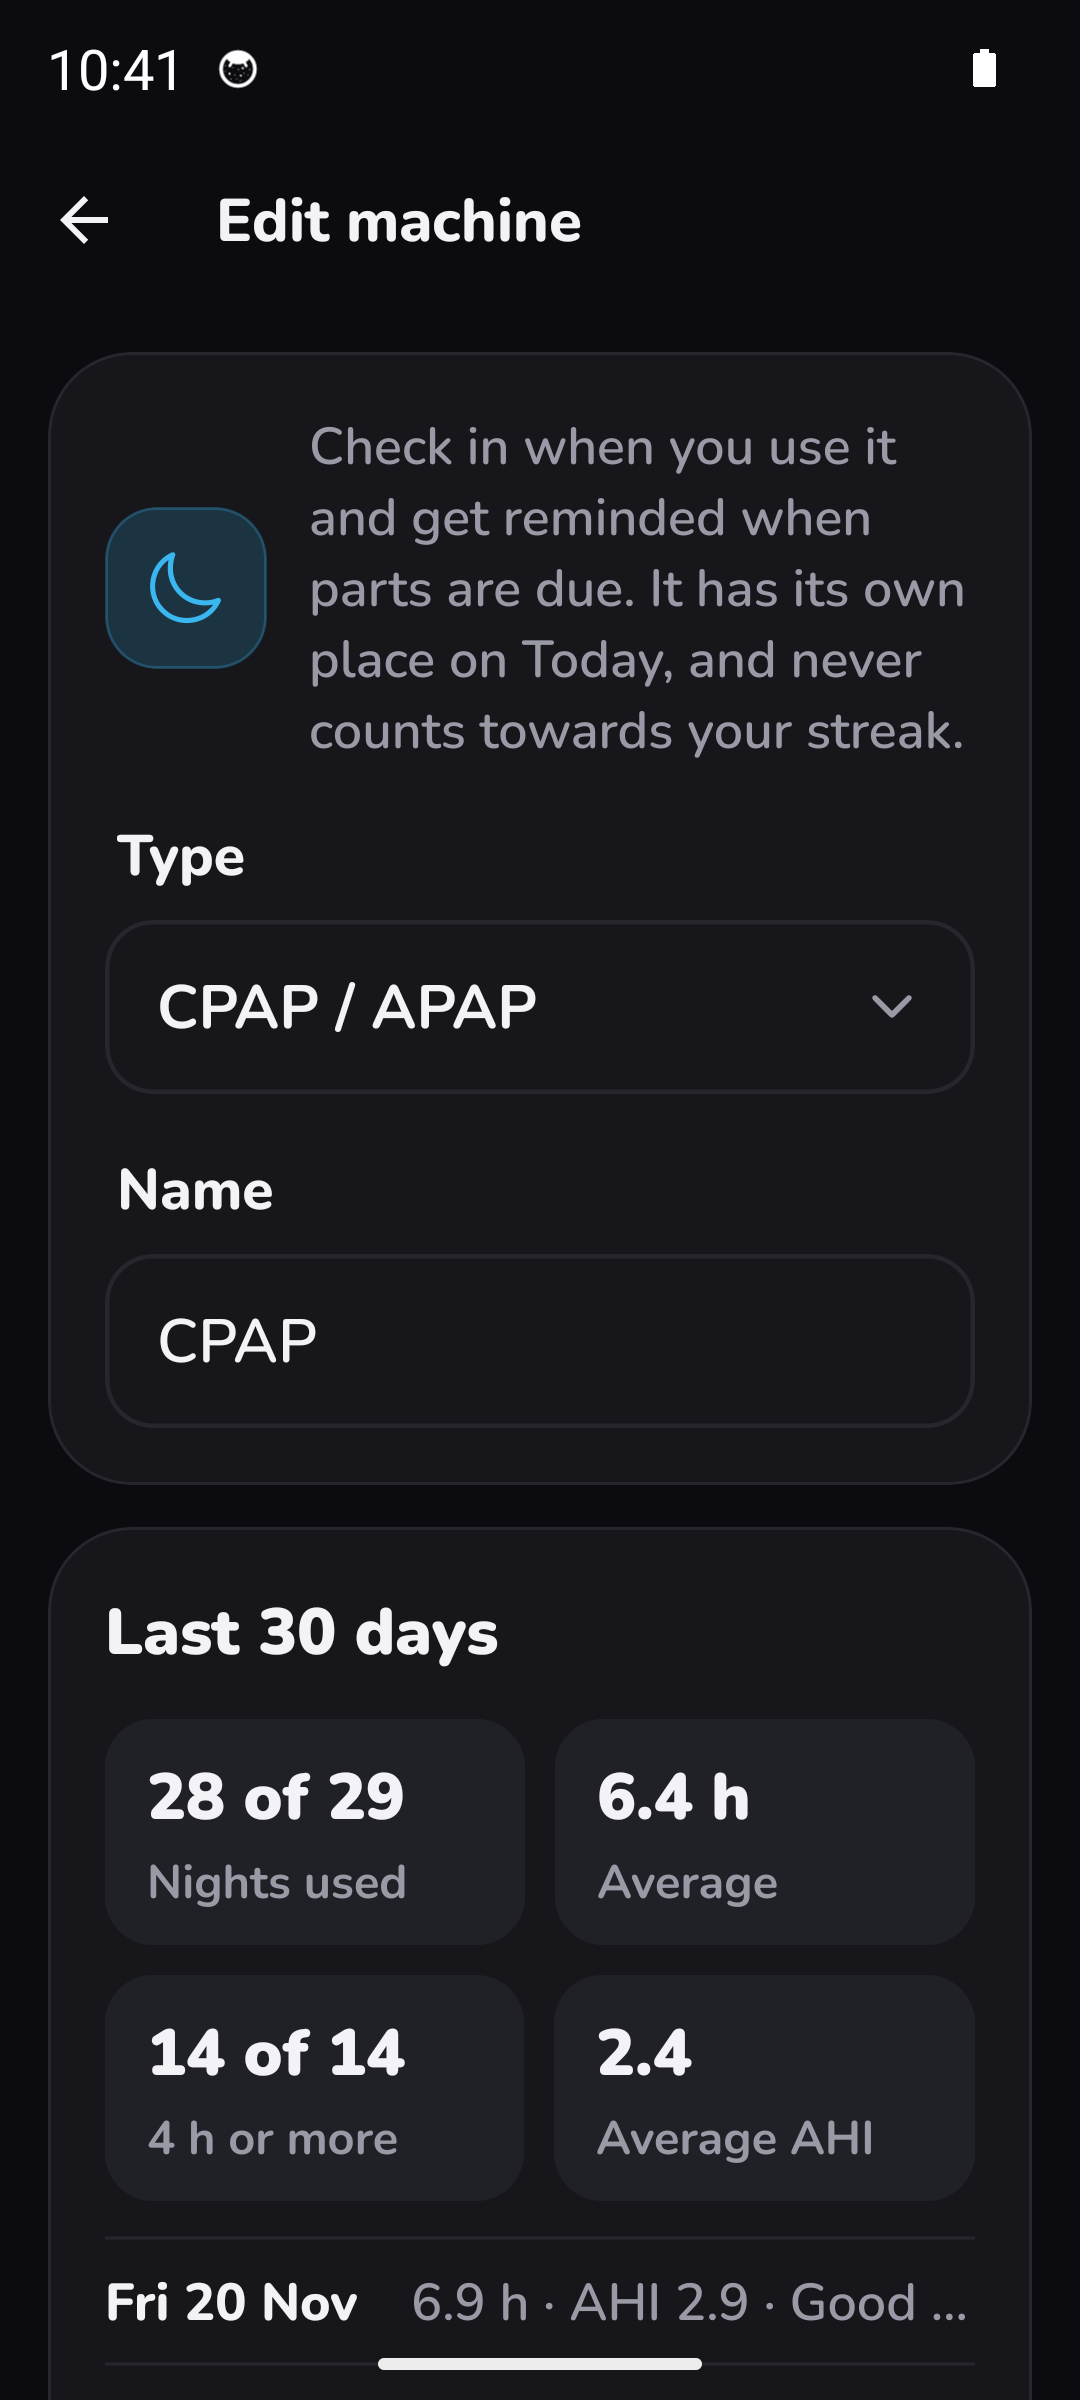 10:41
Edit machine
Check in when you use it
and get reminded when
parts are due. It has its own
place on Today, and never
counts towards your streak.
Type
CPAP / APAP
Name
CPAP
Last 30 days
28 of 29
Nights used
6.4 h
Average
14 of 14
4 h or more
2.4
Average AHI
Fri 20 Nov 6.9 h · AHI 2.9 · Good ...